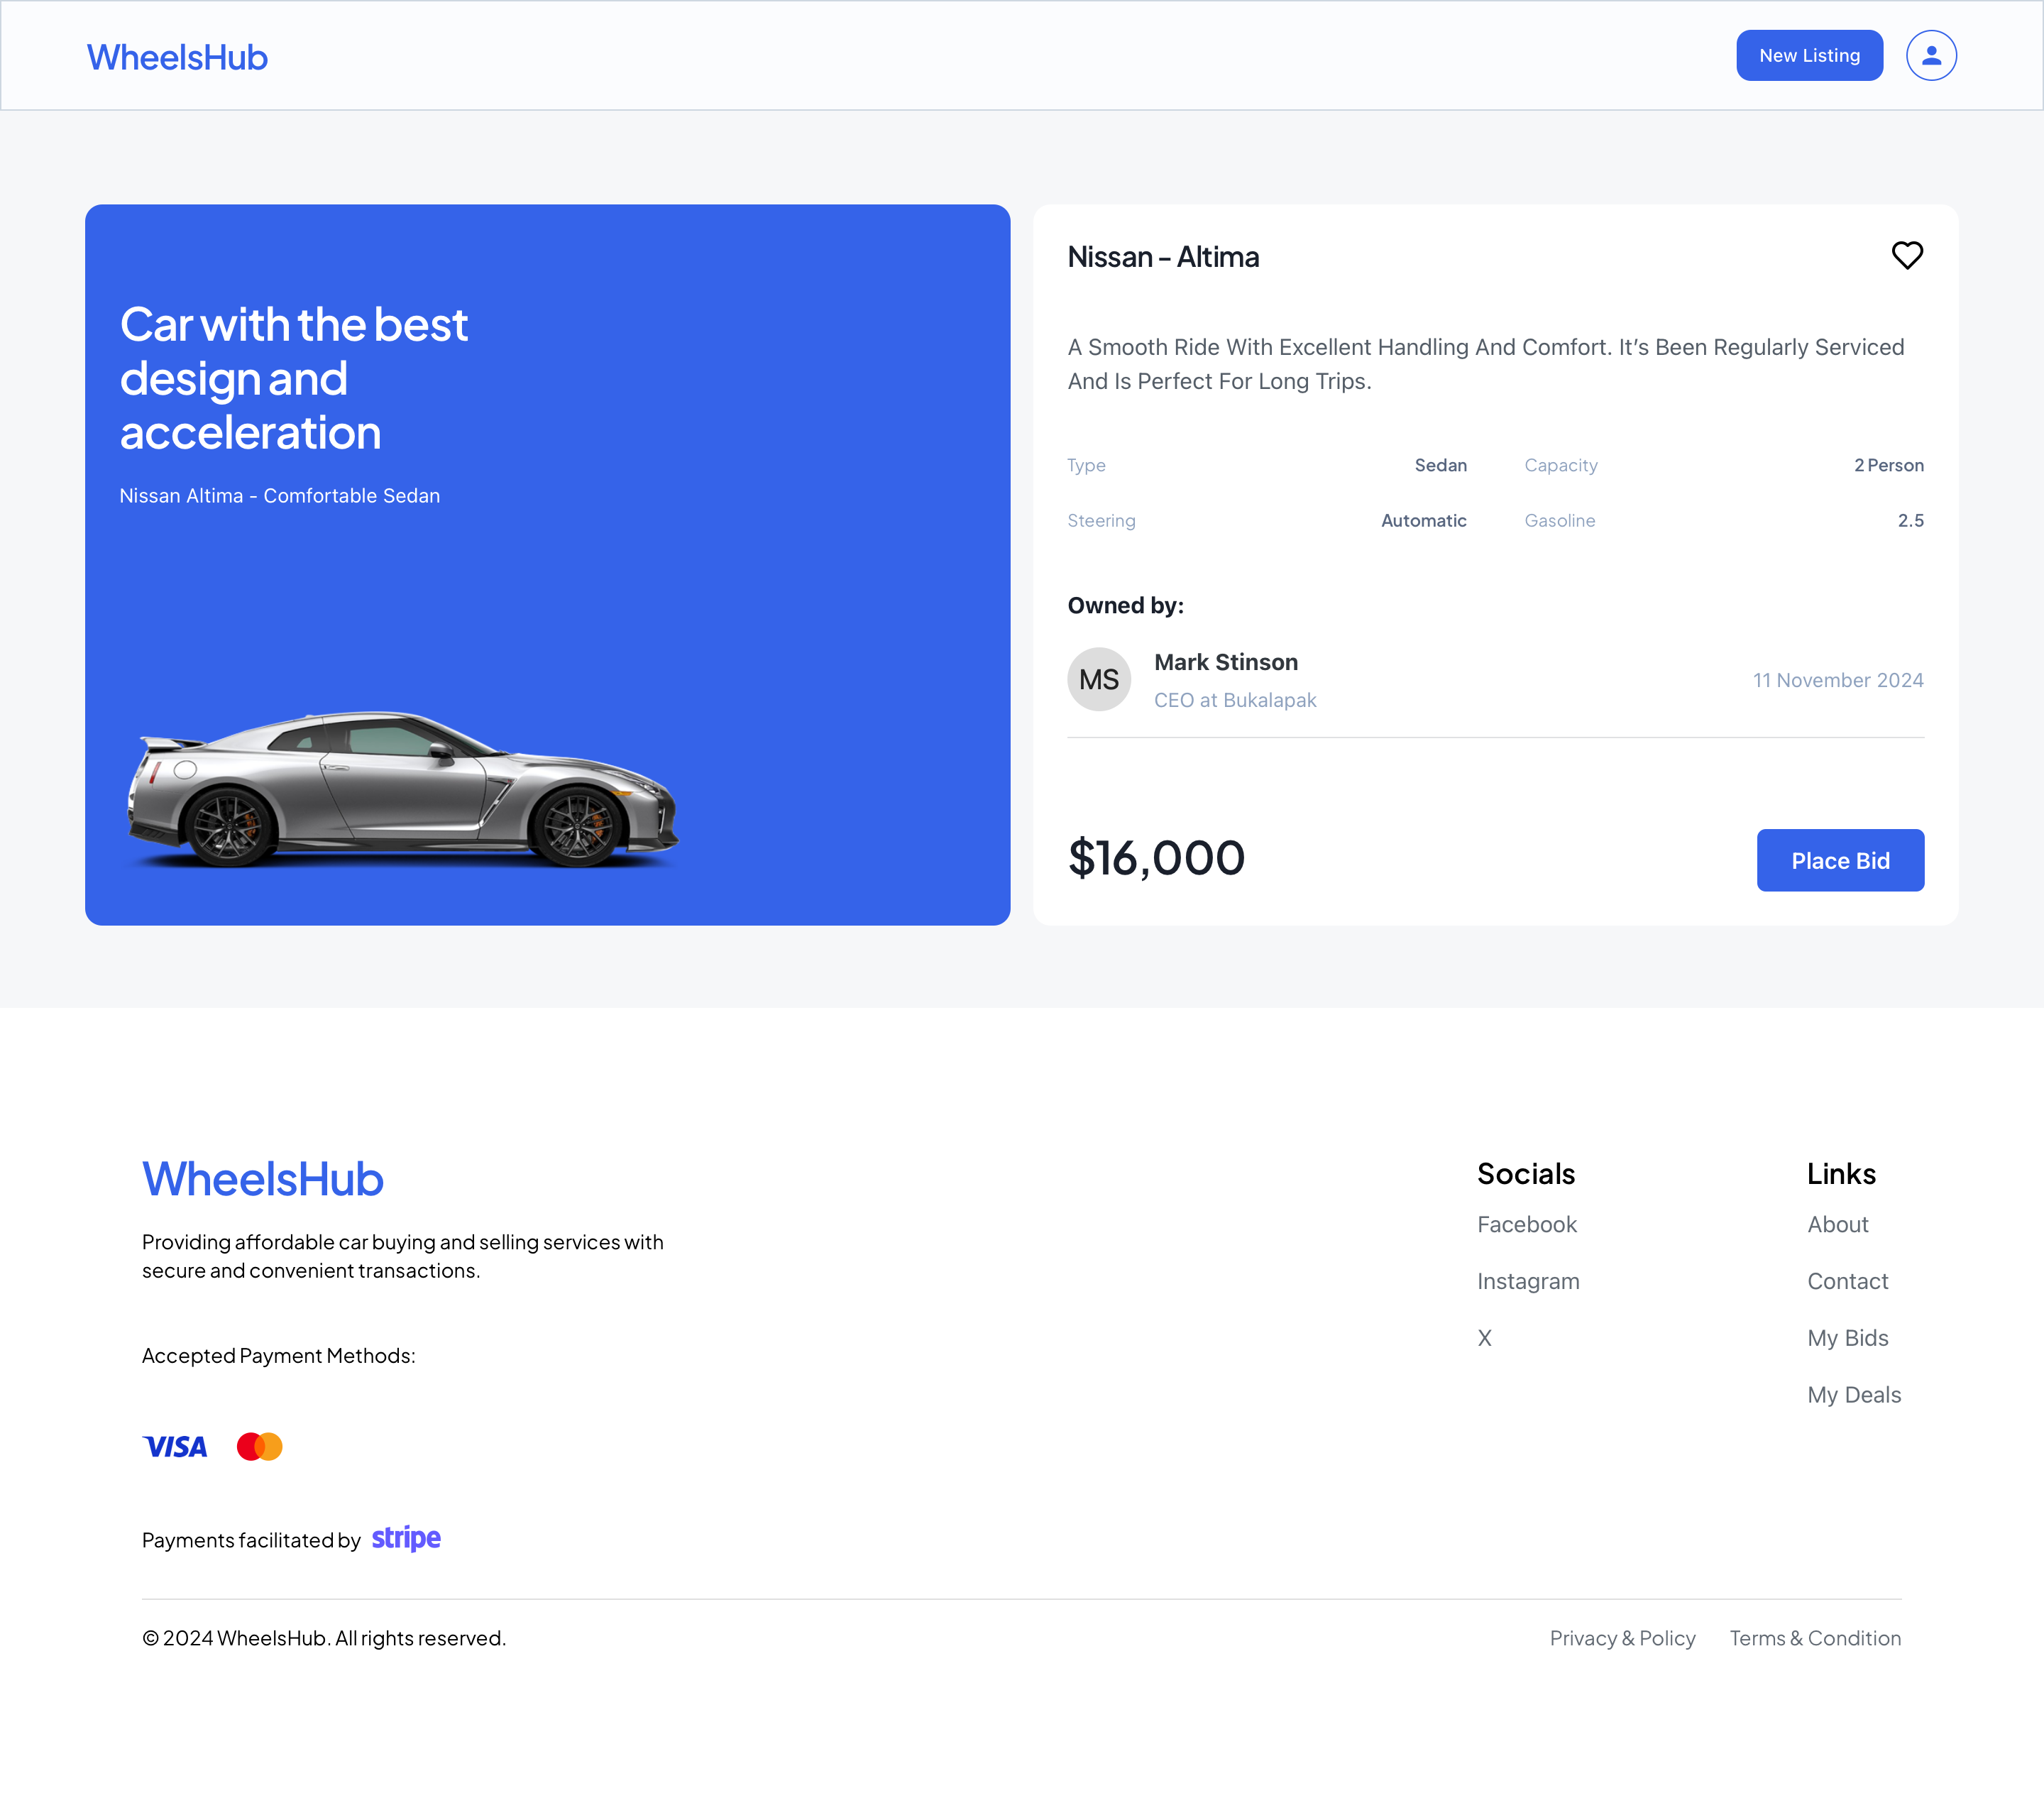 WheelsHub
New Listing
Car with the best
design and
acceleration
Nissan Altima - Comfortable Sedan
Nissan – Altima
A Smooth Ride With Excellent Handling And Comfort. It’s Been Regularly Serviced
And Is Perfect For Long Trips.
Type Sedan Capacity 2 Person
Steering Automatic Gasoline 2.5
Owned by:
MS
Mark Stinson
CEO at Bukalapak
11 November 2024
$16,000
Place Bid
WheelsHub
Providing affordable car buying and selling services with
secure and convenient transactions.
Accepted Payment Methods:
VISA
Payments facilitated by stripe
Socials
Facebook
Instagram
X
Links
About
Contact
My Bids
My Deals
© 2024 WheelsHub. All rights reserved.
Privacy & Policy
Terms & Condition